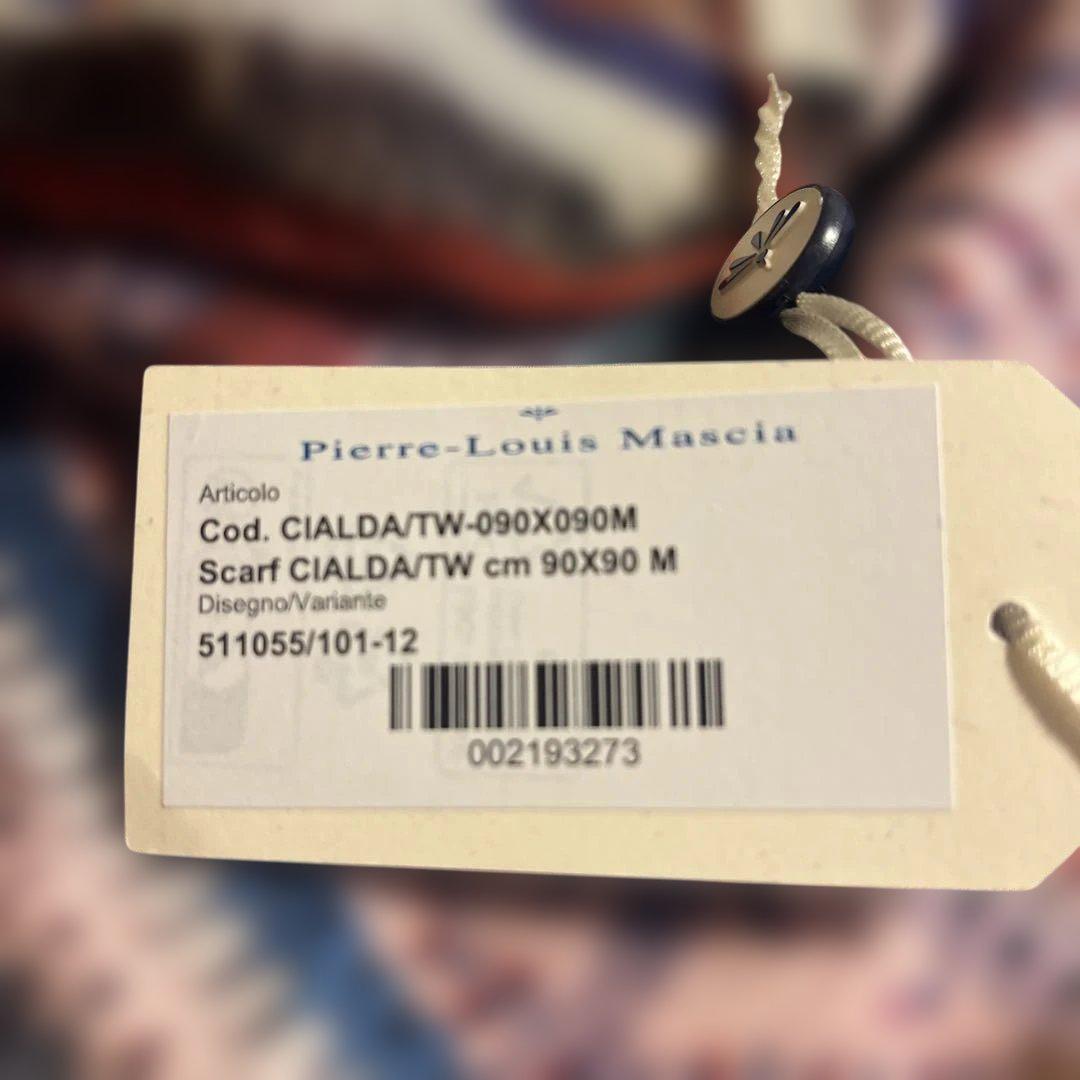 Pierre-Louis Mascia
Articolo
Cod. CIALDA/TW-090X090M
Scarf CIALDA/TW cm 90X90 M
Disegno/Variante
511055/101-12
002193273